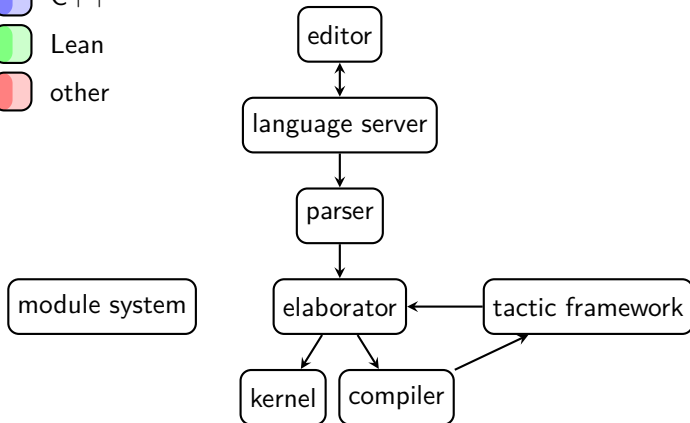 C++
Lean
other
editor
language server
parser
module system
elaborator
tactic framework
kernel
compiler